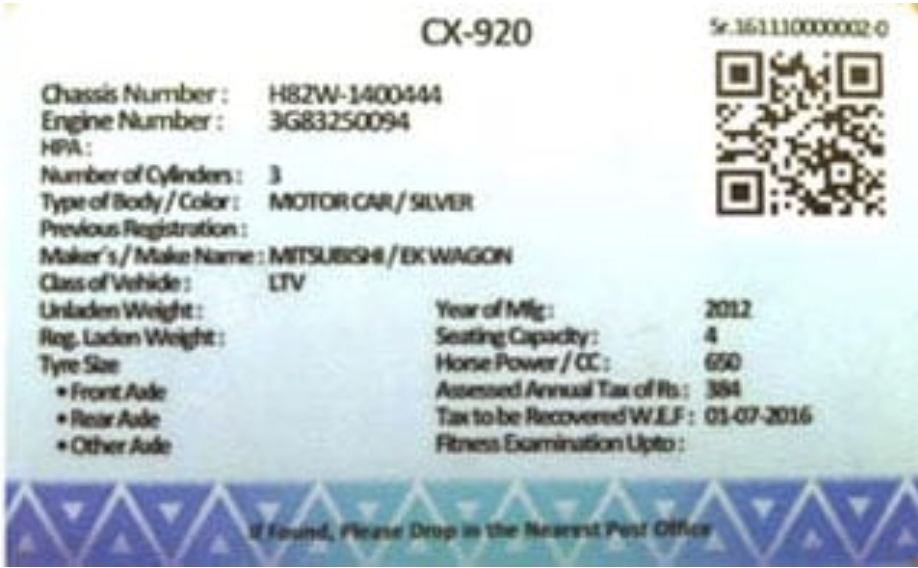 CX-920
Sr.161110000002-0
Chassis Number : H82W-1400444
Engine Number : 3G83250094
HPA :
Number of Cylinders : 3
Type of Body / Color : MOTOR CAR / SILVER
Previous Registration :
Maker's / Make Name : MITSUBISHI / EK WAGON
Class of Vehicle : LTV
Unladen Weight : Year of Mfg : 2012
Reg. Laden Weight : Seating Capacity : 4
Tyre Size Horse Power / CC : 650
• Front Axle Assessed Annual Tax of Rs : 384
• Rear Axle Tax to be Recovered W.E.F : 01-07-2016
• Other Axle Fitness Examination Upto :
If Found, Please Drop in the Nearest Post Office